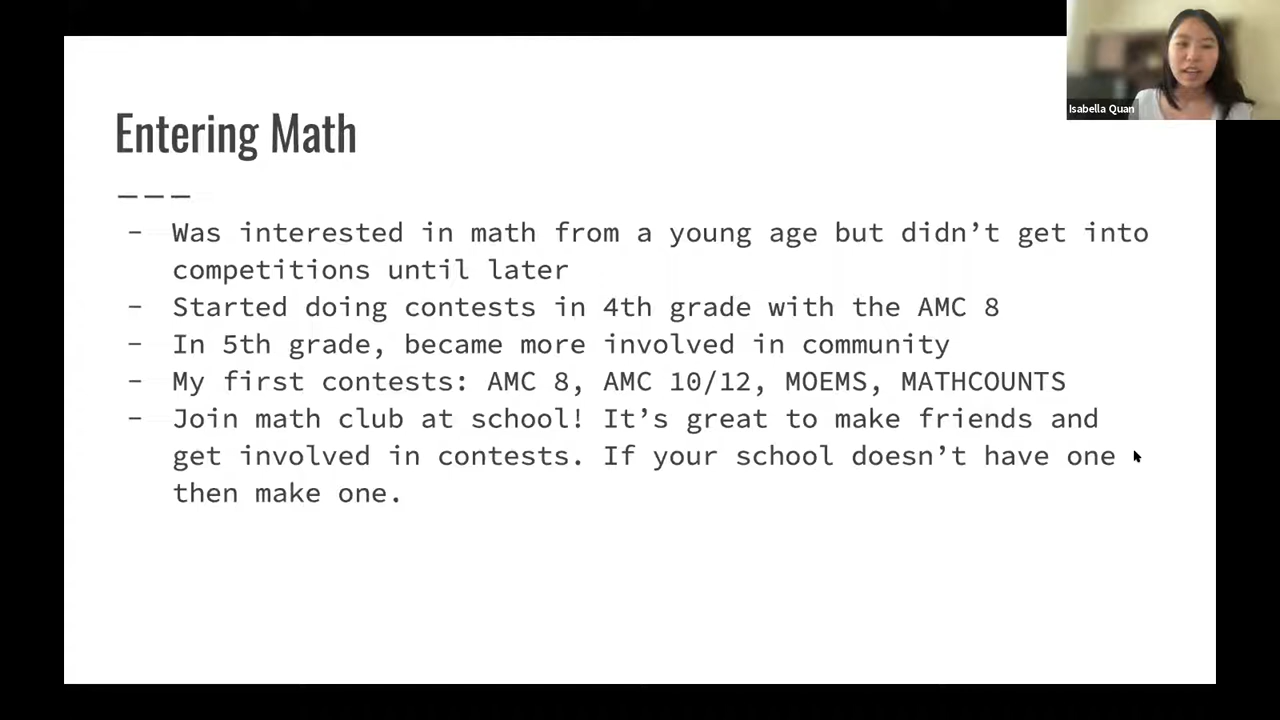 Isabella Quan
Entering Math
– Was interested in math from a young age but didn’t get into
competitions until later
– Started doing contests in 4th grade with the AMC 8
– In 5th grade, became more involved in community
– My first contests: AMC 8, AMC 10/12, MOEMS, MATHCOUNTS
– Join math club at school! It’s great to make friends and
get involved in contests. If your school doesn’t have one
then make one.